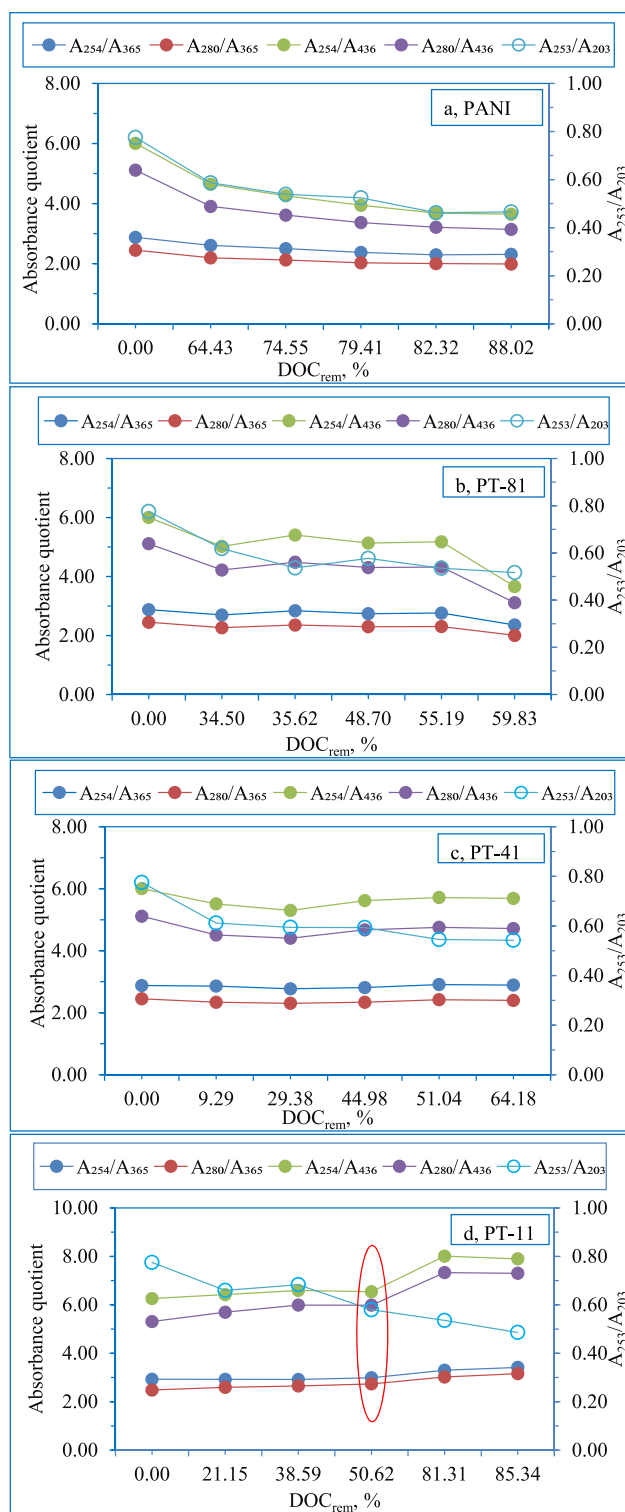 A₂₅₄/A₃₆₅ A₂₈₀/A₃₆₅ A₂₅₄/A₄₃₆ A₂₈₀/A₄₃₆ A₂₅₃/A₂₀₃
8.00 1.00
a, PANI
0.80
6.00
0.60
4.00
0.40
2.00
0.20
0.00 0.00
Absorbance quotient
A₂₅₃/A₂₀₃
0.00 64.43 74.55 79.41 82.32 88.02
DOCrem, %
A₂₅₄/A₃₆₅ A₂₈₀/A₃₆₅ A₂₅₄/A₄₃₆ A₂₈₀/A₄₃₆ A₂₅₃/A₂₀₃
8.00 1.00
b, PT-81
0.80
6.00
0.60
4.00
0.40
2.00
0.20
0.00 0.00
Absorbance quotient
A₂₅₃/A₂₀₃
0.00 34.50 35.62 48.70 55.19 59.83
DOCrem, %
A₂₅₄/A₃₆₅ A₂₈₀/A₃₆₅ A₂₅₄/A₄₃₆ A₂₈₀/A₄₃₆ A₂₅₃/A₂₀₃
8.00 1.00
c, PT-41
0.80
6.00
0.60
4.00
0.40
2.00
0.20
0.00 0.00
Absorbance quotient
A₂₅₃/A₂₀₃
0.00 9.29 29.38 44.98 51.04 64.18
DOCrem, %
A₂₅₄/A₃₆₅ A₂₈₀/A₃₆₅ A₂₅₄/A₄₃₆ A₂₈₀/A₄₃₆ A₂₅₃/A₂₀₃
10.00 1.00
d, PT-11
8.00 0.80
6.00 0.60
4.00 0.40
2.00 0.20
0.00 0.00
Absorbance quotient
A₂₅₃/A₂₀₃
0.00 21.15 38.59 50.62 81.31 85.34
DOCrem, %